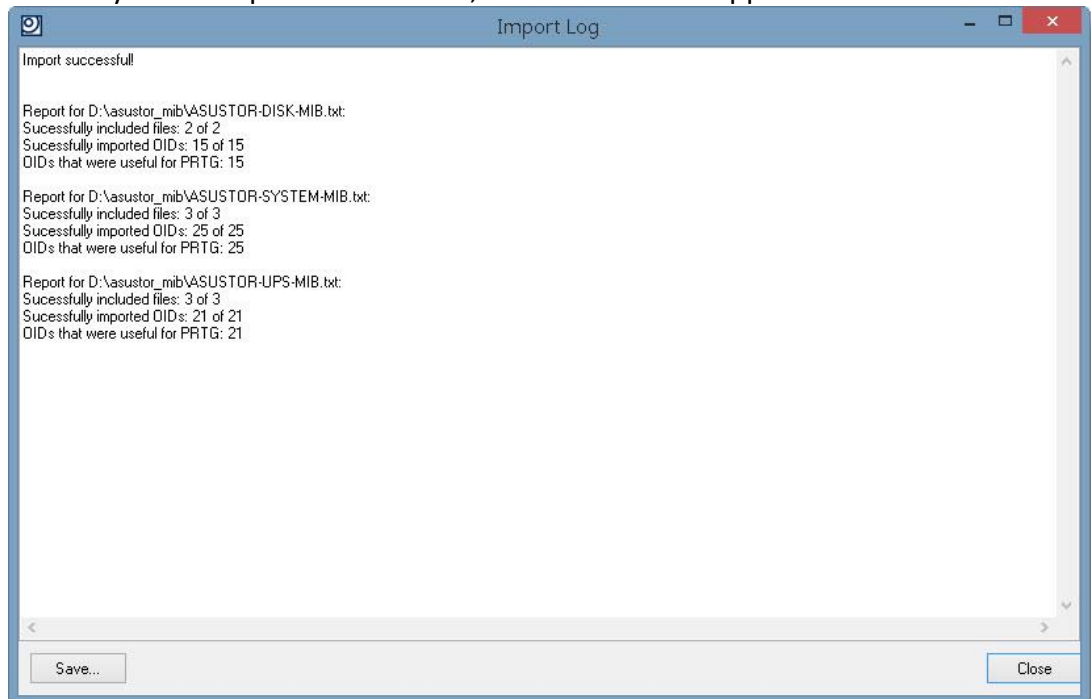 Import Log
Import successful!
Report for D:\asustor_mib\ASUSTOR-DISK-MIB.txt:
Sucessfully included files: 2 of 2
Sucessfully imported OIDs: 15 of 15
OIDs that were useful for PRTG: 15
Report for D:\asustor_mib\ASUSTOR-SYSTEM-MIB.txt:
Sucessfully included files: 3 of 3
Sucessfully imported OIDs: 25 of 25
OIDs that were useful for PRTG: 25
Report for D:\asustor_mib\ASUSTOR-UPS-MIB.txt:
Sucessfully included files: 3 of 3
Sucessfully imported OIDs: 21 of 21
OIDs that were useful for PRTG: 21
Save... Close